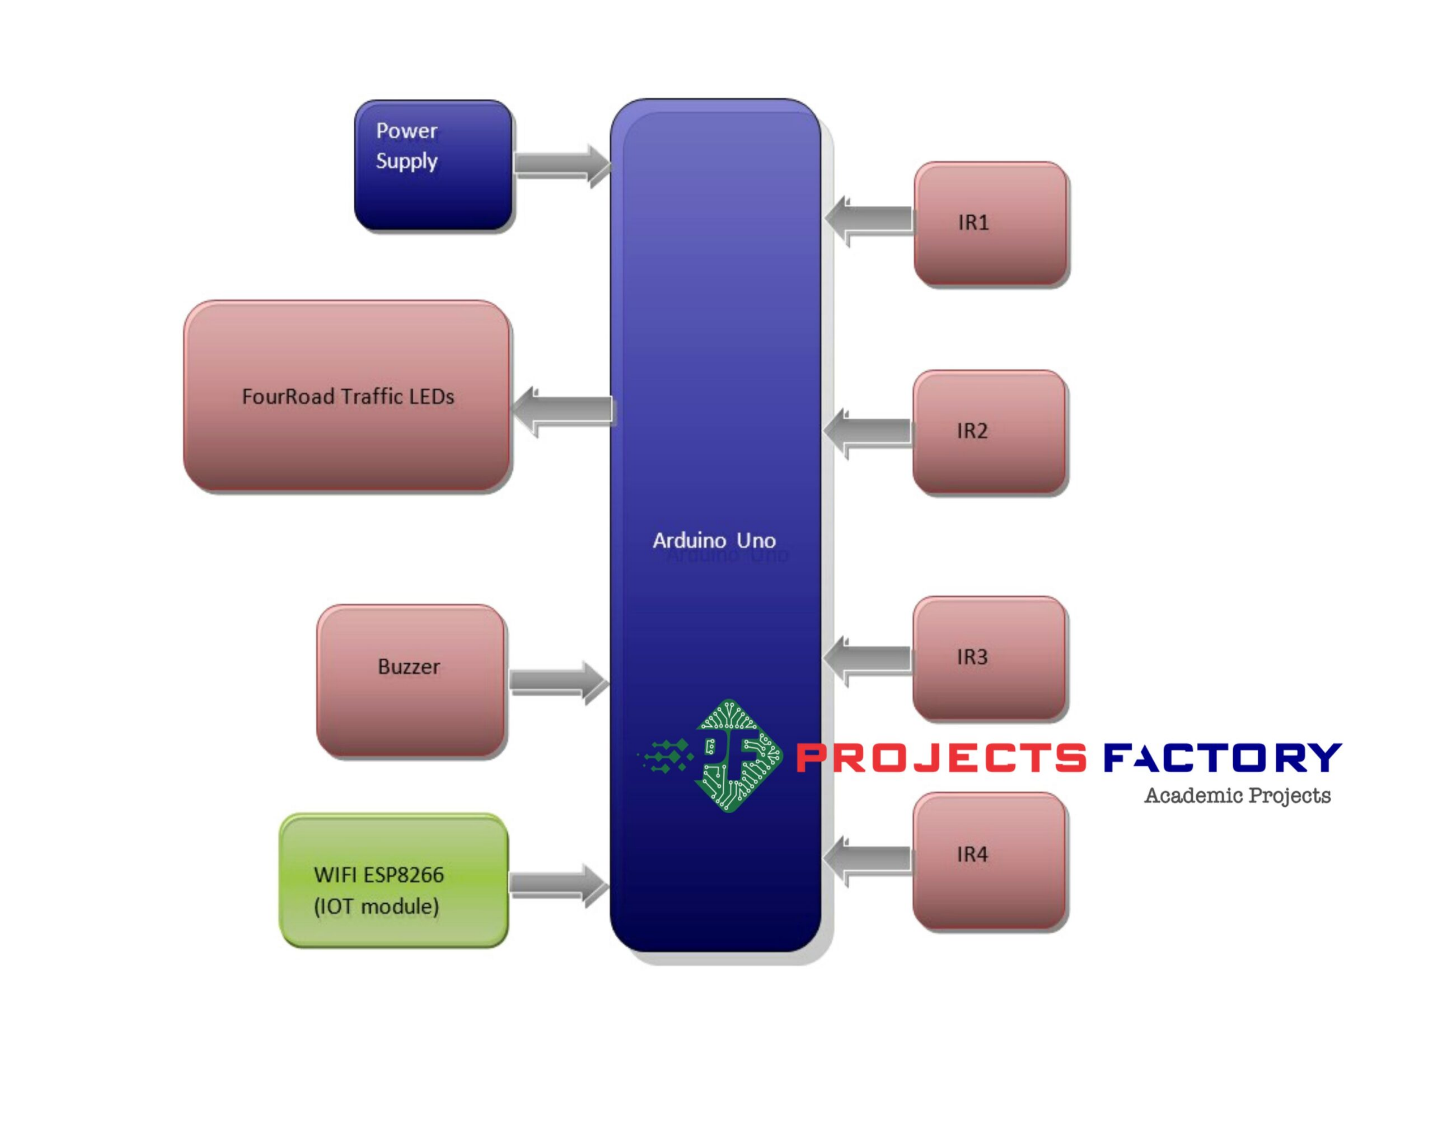 Power
Supply
IR1
FourRoad Traffic LEDs
IR2
Arduino Uno
Buzzer
IR3
PROJECTS FACTORY
Academic Projects
WIFI ESP8266
(IOT module)
IR4